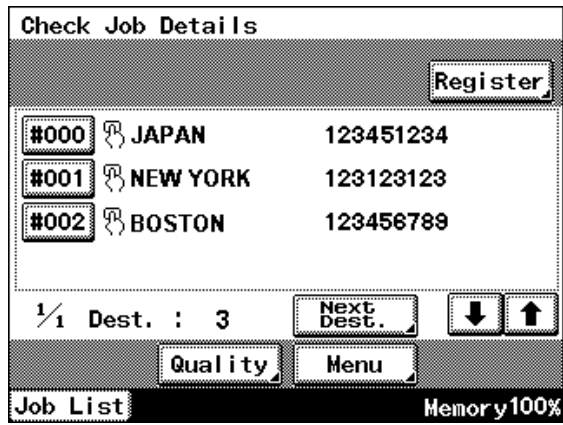 Check Job Details
Register
#000 JAPAN 123451234
#001 NEW YORK 123123123
#002 BOSTON 123456789
1/1 Dest. : 3 Next Dest.
Quality Menu
Job List Memory100%